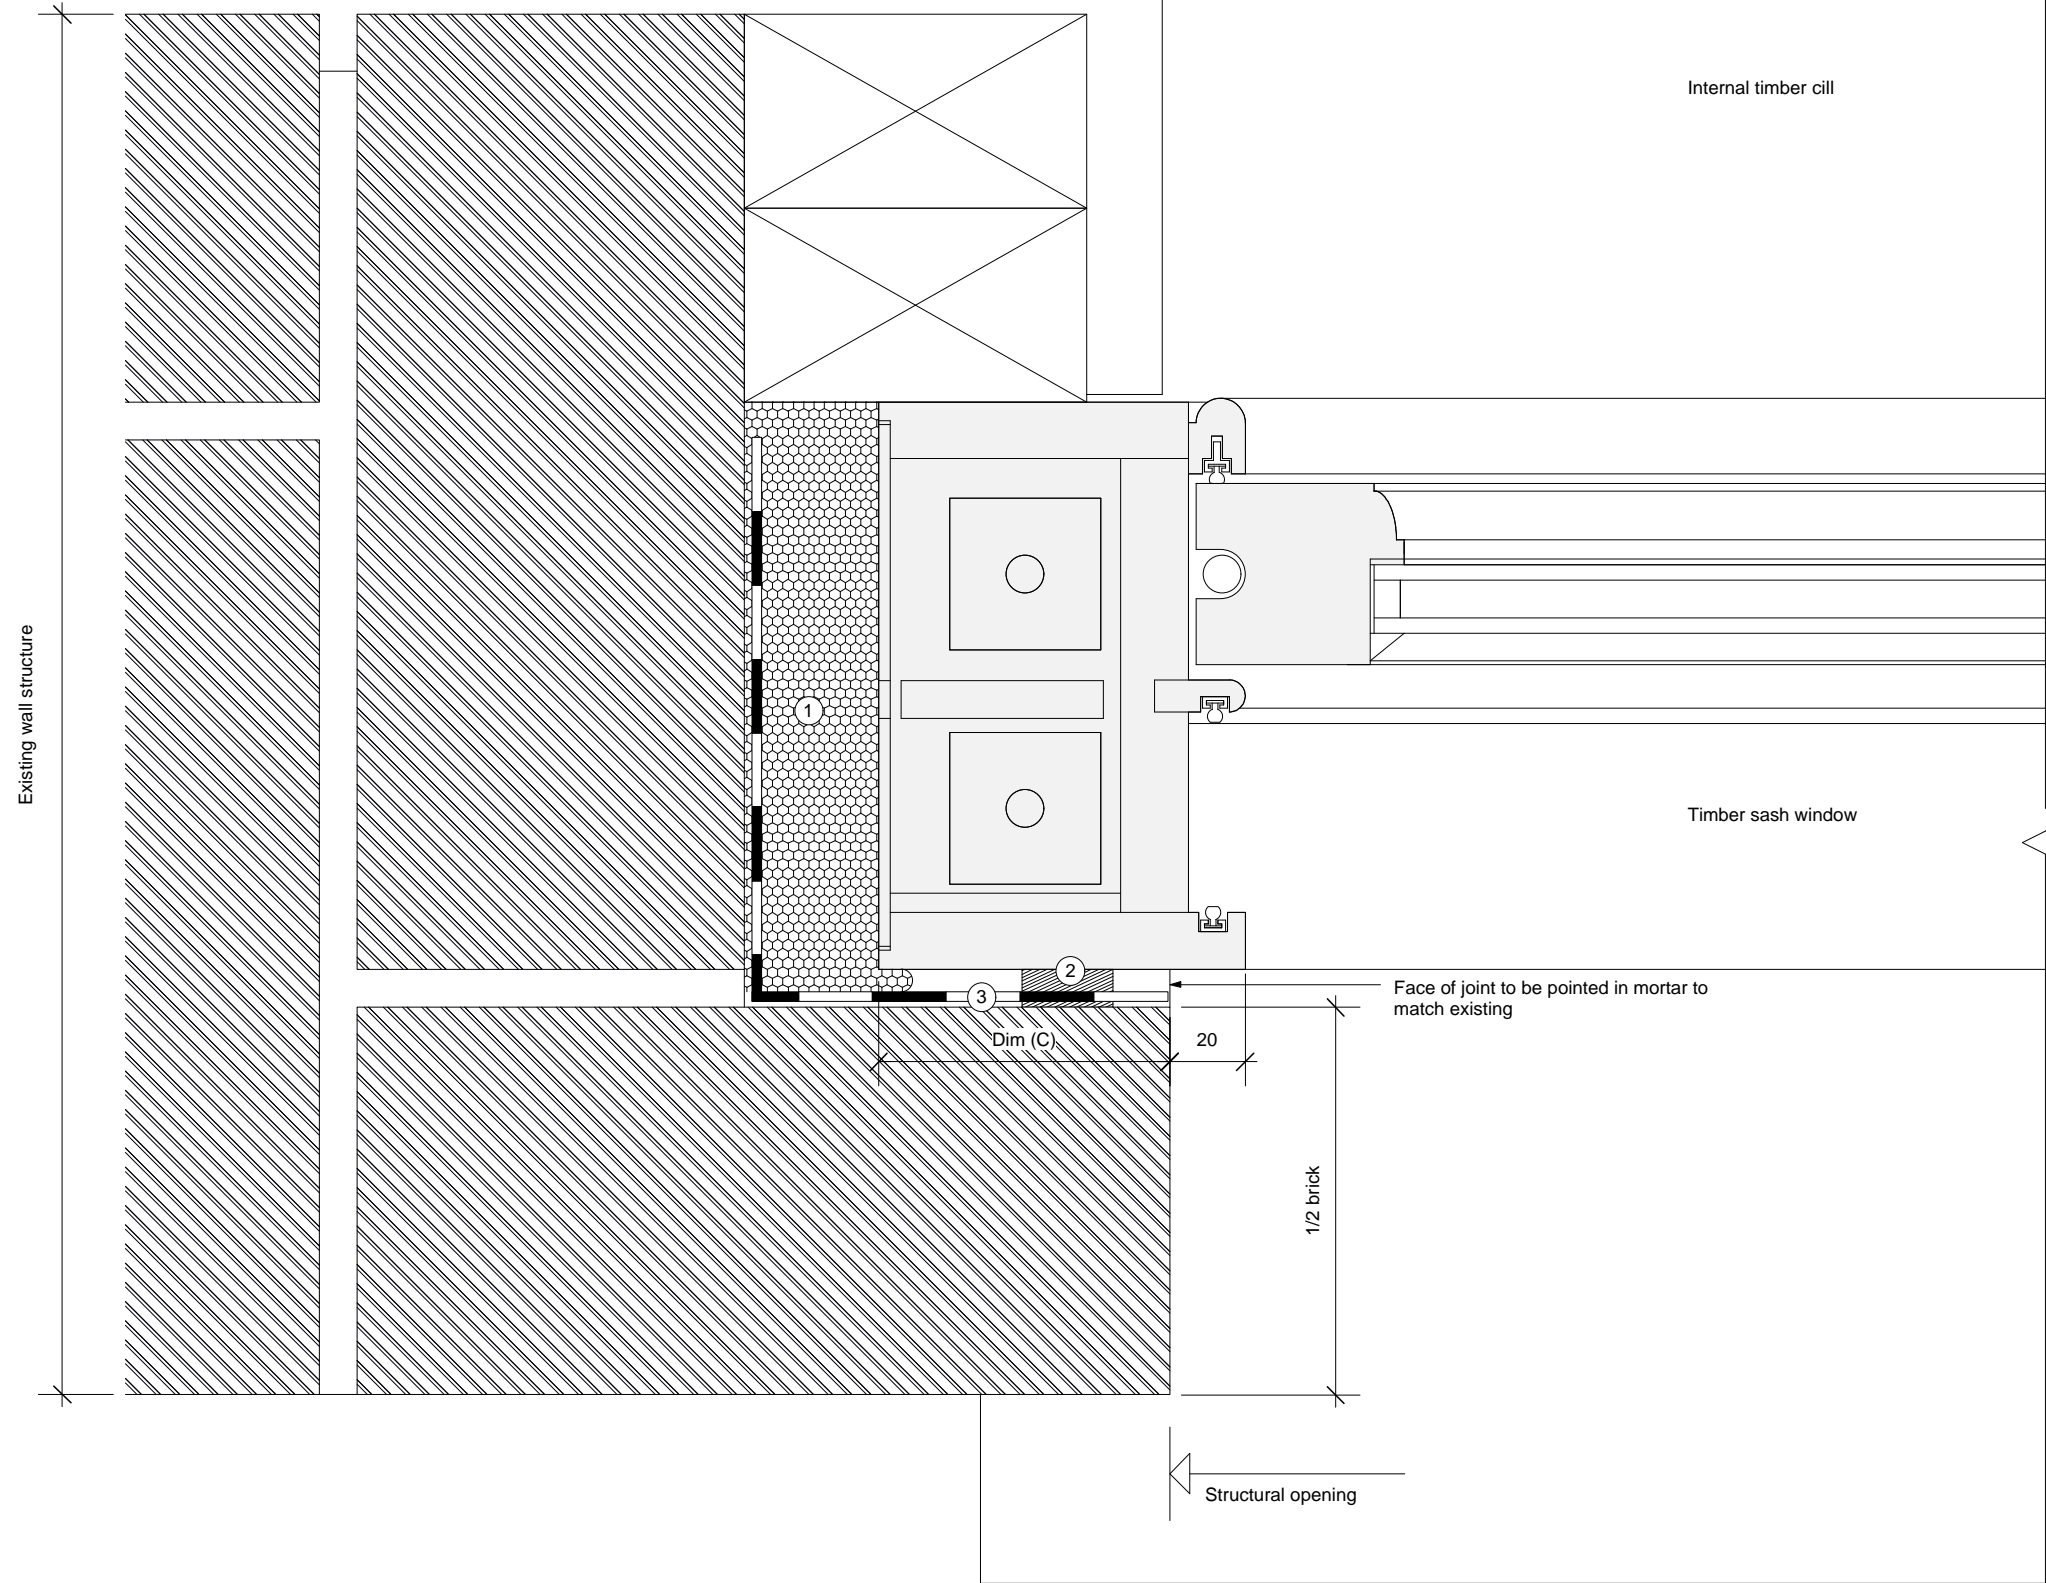 Internal timber cill
Existing wall structure
1
Timber sash window
2
3
Face of joint to be pointed in mortar to
match existing
Dim (C)
20
1/2 brick
Structural opening